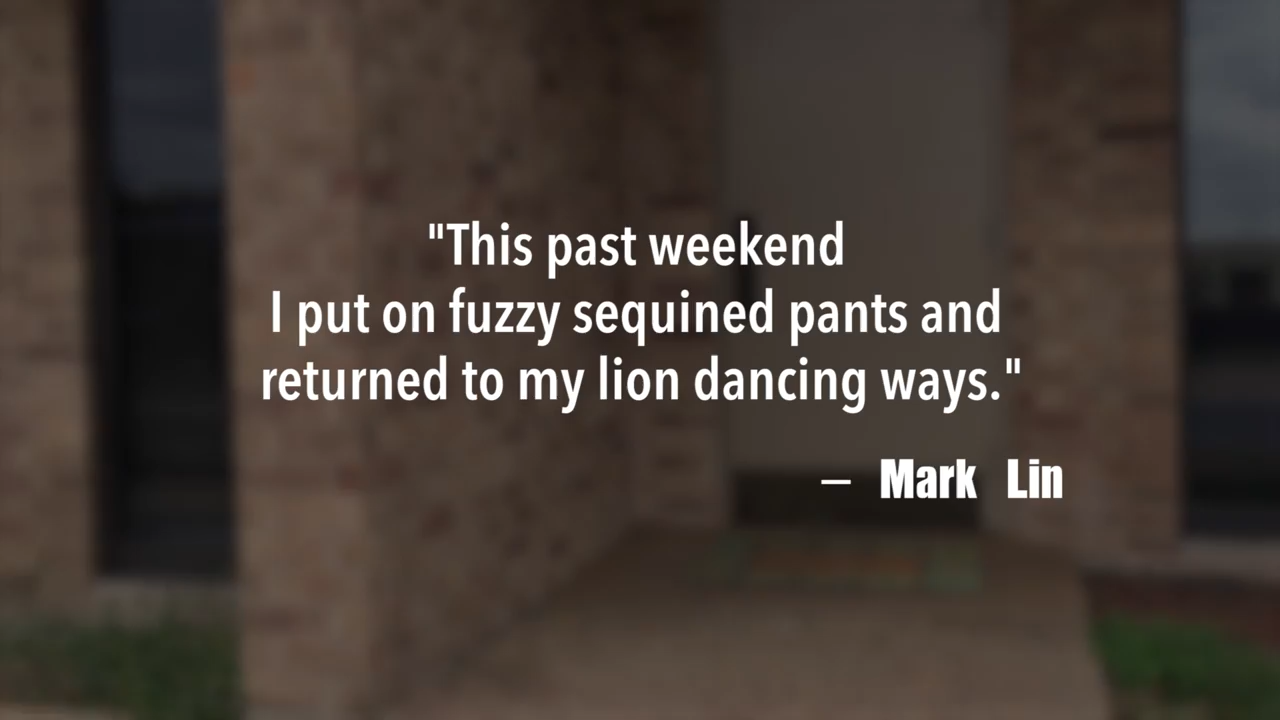 "This past weekend
I put on fuzzy sequined pants and
returned to my lion dancing ways."
— Mark Lin